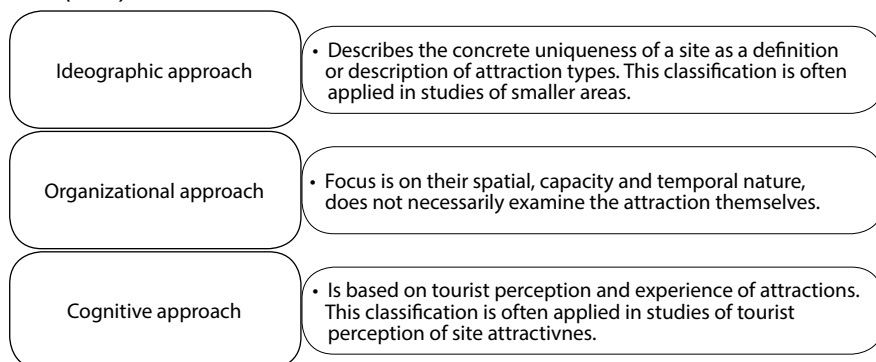 Ideographic approach
• Describes the concrete uniqueness of a site as a definition
or description of attraction types. This classification is often
applied in studies of smaller areas.
Organizational approach
• Focus is on their spatial, capacity and temporal nature,
does not necessarily examine the attraction themselves.
Cognitive approach
• Is based on tourist perception and experience of attractions.
This classification is often applied in studies of tourist
perception of site attractivnes.